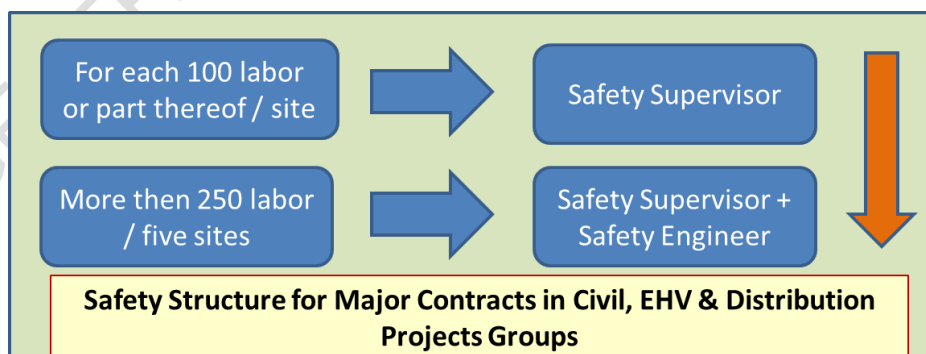 For each 100 labor
or part thereof / site
Safety Supervisor
More then 250 labor
/ five sites
Safety Supervisor +
Safety Engineer
Safety Structure for Major Contracts in Civil, EHV & Distribution
Projects Groups